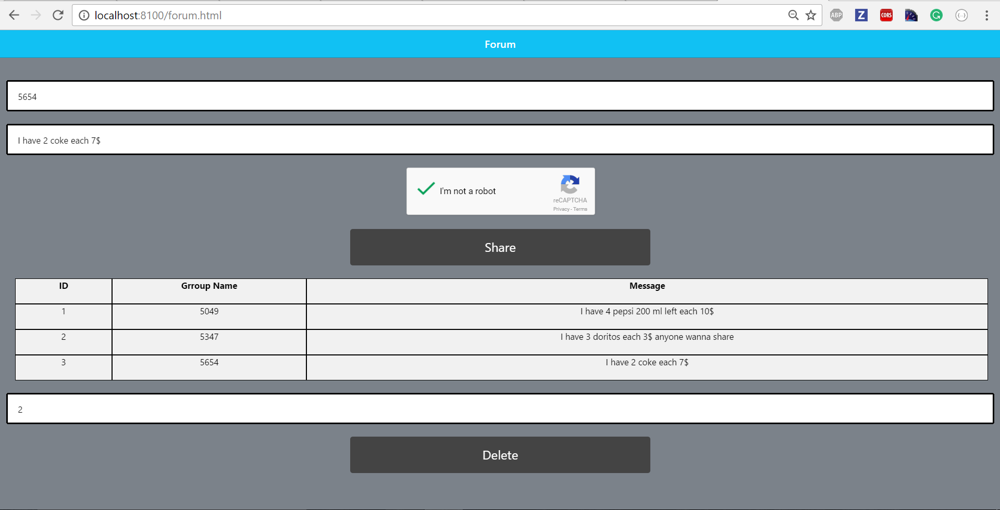 localhost:8100/forum.html
ABP
Z
CORS
G
{...}
Forum
5654
I have 2 coke each 7$
I'm not a robot
reCAPTCHA
Privacy - Terms
Share
ID Grroup Name Message
1 5049 I have 4 pepsi 200 ml left each 10$
2 5347 I have 3 doritos each 3$ anyone wanna share
3 5654 I have 2 coke each 7$
2
Delete